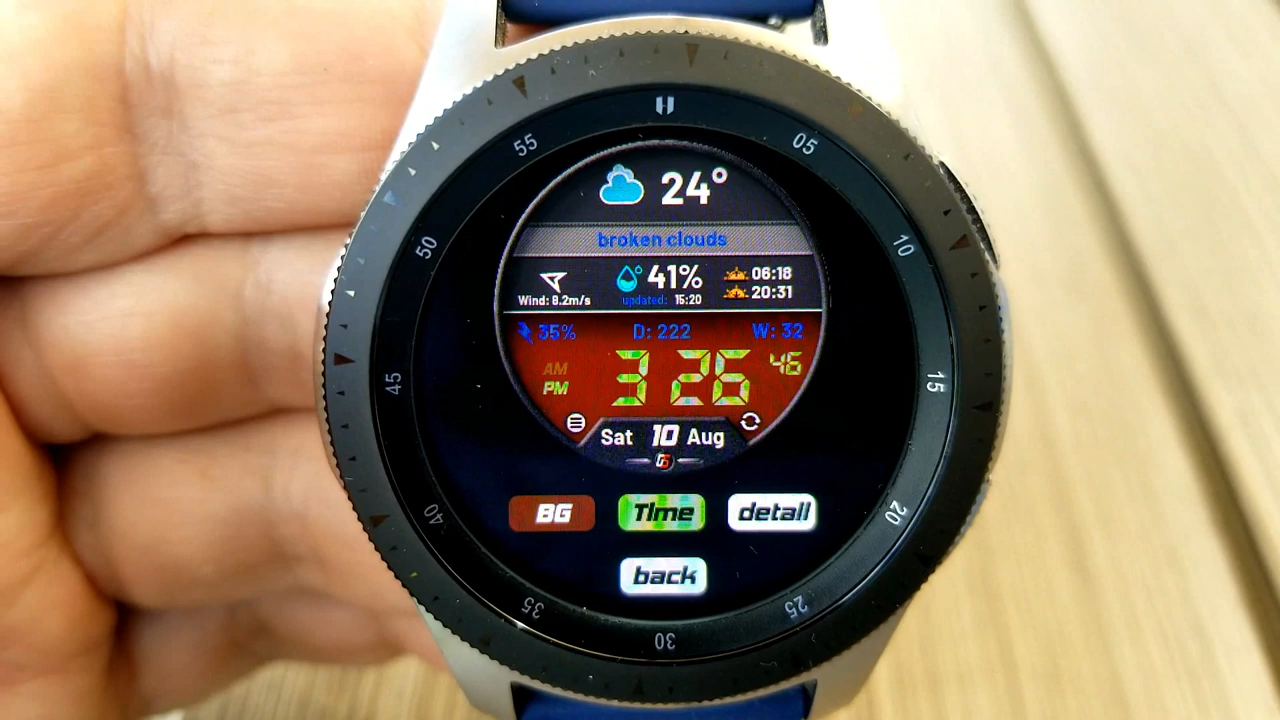 05
10
15
20
25
30
35
40
45
50
55
24°
broken clouds
Wind: 8.2m/s
41%
updated: 15:20
06:18
20:31
35%
D: 222
W: 32
AM
PM
3 26 46
Sat 10 Aug
BG
TIme
detaIl
back